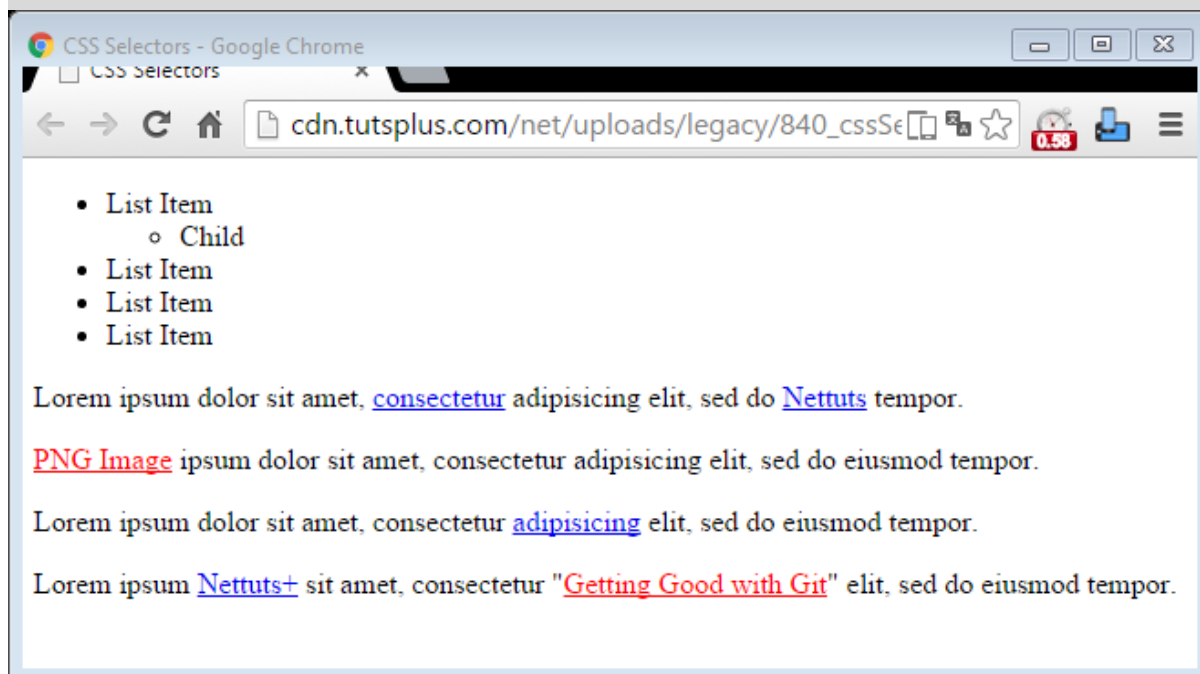 CSS Selectors - Google Chrome
CSS Selectors
cdn.tutsplus.com/net/uploads/legacy/840_cssSe
0.58
List Item
Child
List Item
List Item
List Item
Lorem ipsum dolor sit amet, consectetur adipisicing elit, sed do Nettuts tempor.
PNG Image ipsum dolor sit amet, consectetur adipisicing elit, sed do eiusmod tempor.
Lorem ipsum dolor sit amet, consectetur adipisicing elit, sed do eiusmod tempor.
Lorem ipsum Nettuts+ sit amet, consectetur "Getting Good with Git" elit, sed do eiusmod tempor.